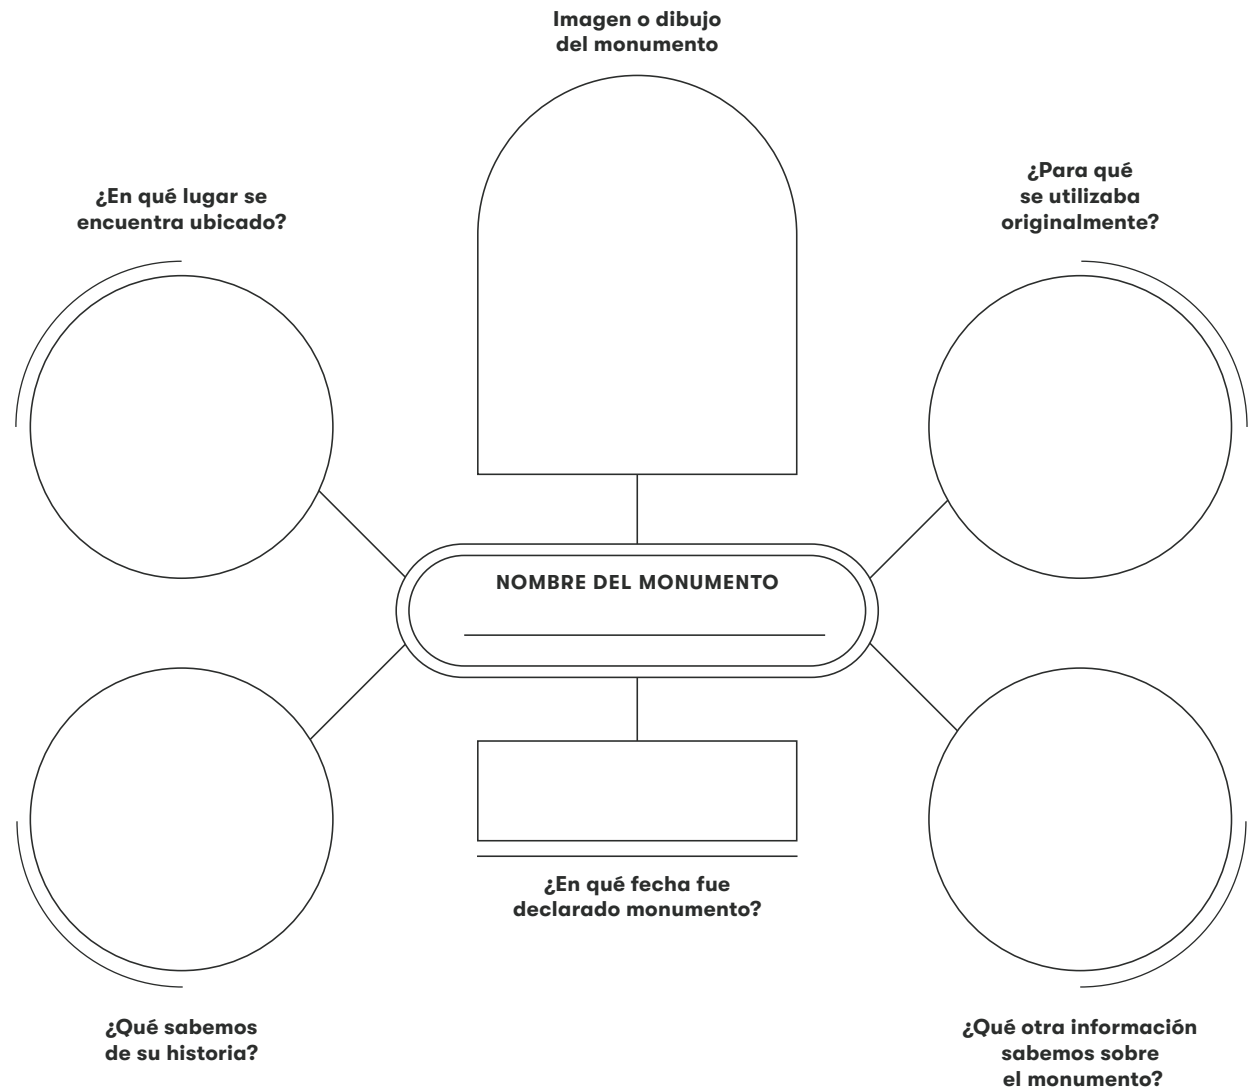 Imagen o dibujo
del monumento
¿En qué lugar se
encuentra ubicado?
¿Para qué
se utilizaba
originalmente?
NOMBRE DEL MONUMENTO
¿En qué fecha fue
declarado monumento?
¿Qué sabemos
de su historia?
¿Qué otra información
sabemos sobre
el monumento?